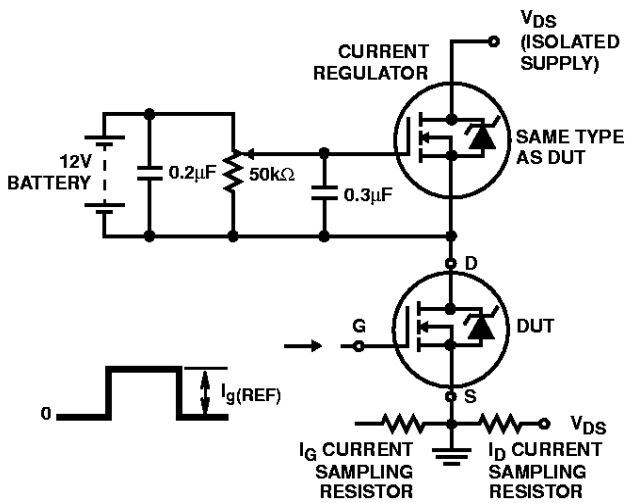 V_DS
(ISOLATED
SUPPLY)
CURRENT
REGULATOR
12V
BATTERY
0.2μF
50kΩ
0.3μF
SAME TYPE
AS DUT
D
G
DUT
I_g(REF)
0
S
V_DS
I_G CURRENT
SAMPLING
RESISTOR
I_D CURRENT
SAMPLING
RESISTOR